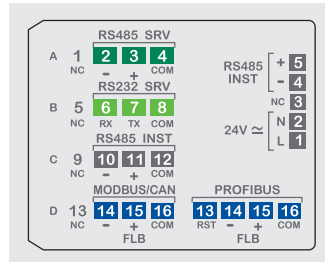 RS485 SRV
A 1 2 3 4
NC - + COM
RS232 SRV
B 5 6 7 8
NC RX TX COM
RS485 INST
C 9 10 11 12
NC - + COM
MODBUS/CAN
D 13 14 15 16
NC - + COM
FLB
RS485 INST
+ 5
- 4
NC 3
24V ≃
N 2
L 1
PROFIBUS
13 14 15 16
RST - + COM
FLB